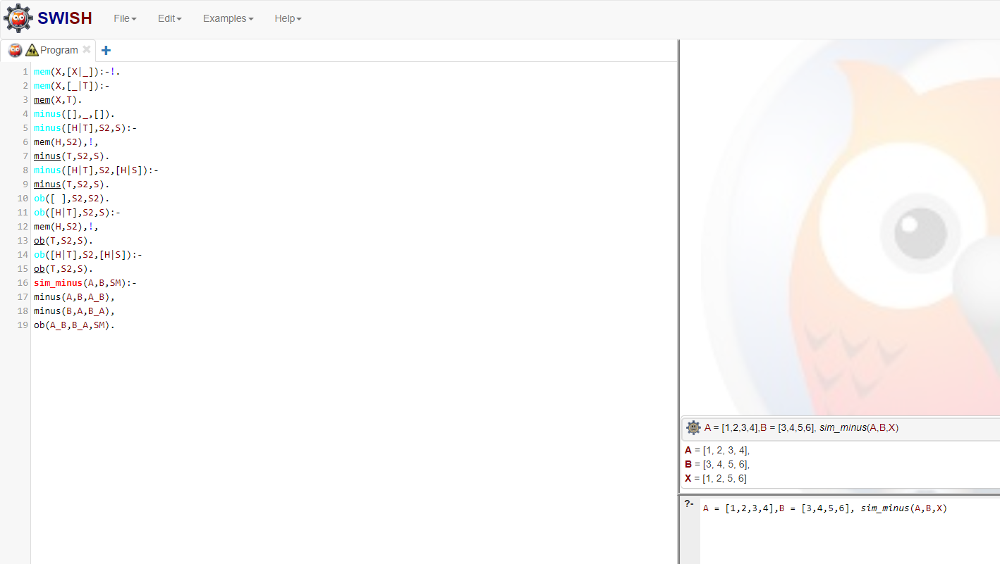 SWISH File Edit Examples Help
Program
1 mem(X,[X|_]):-!.
2 mem(X,[_|T]):-
3 mem(X,T).
4 minus([],_,[]).
5 minus([H|T],S2,S):-
6 mem(H,S2),!,
7 minus(T,S2,S).
8 minus([H|T],S2,[H|S]):-
9 minus(T,S2,S).
10 ob([ ],S2,S2).
11 ob([H|T],S2,S):-
12 mem(H,S2),!,
13 ob(T,S2,S).
14 ob([H|T],S2,[H|S]):-
15 ob(T,S2,S).
16 sim_minus(A,B,SM):-
17 minus(A,B,A_B),
18 minus(B,A,B_A),
19 ob(A_B,B_A,SM).
A = [1,2,3,4],B = [3,4,5,6], sim_minus(A,B,X)
A = [1, 2, 3, 4],
B = [3, 4, 5, 6],
X = [1, 2, 5, 6]
?- A = [1,2,3,4],B = [3,4,5,6], sim_minus(A,B,X)